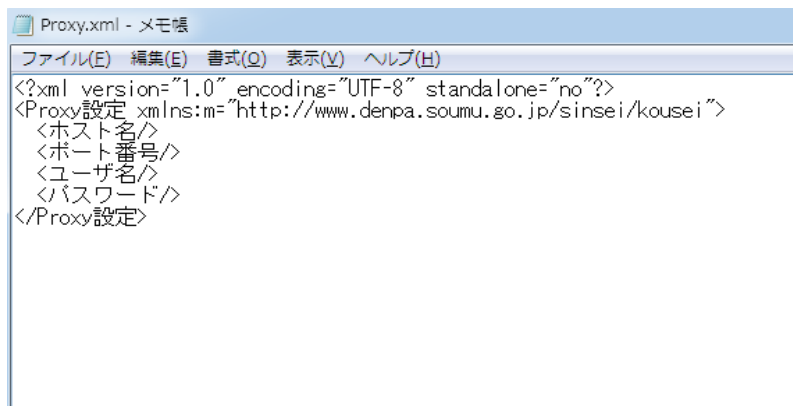 Proxy.xml - メモ帳
ファイル(F) 編集(E) 書式(O) 表示(V) ヘルプ(H)
<?xml version="1.0" encoding="UTF-8" standalone="no"?>
<Proxy設定 xmlns:m="http://www.denpa.soumu.go.jp/sinsei/kousei">
  <ホスト名/>
  <ポート番号/>
  <ユーザ名/>
  <パスワード/>
</Proxy設定>